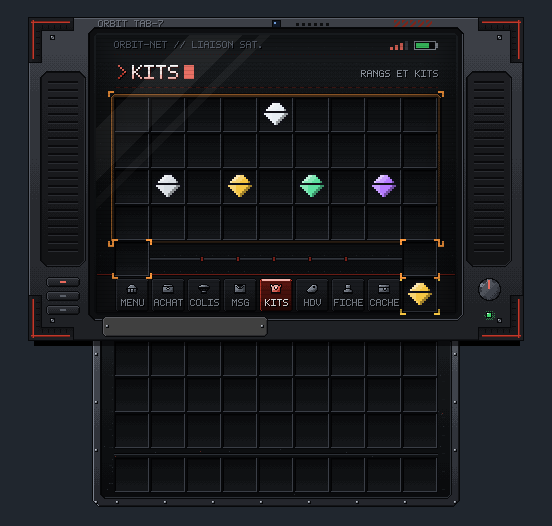 ORBIT TAB-7
ORBIT-NET // LIAISON SAT.
>KITS
RANGS ET KITS
MENU ACHAT COLIS MSG KITS HDV FICHE CACHE